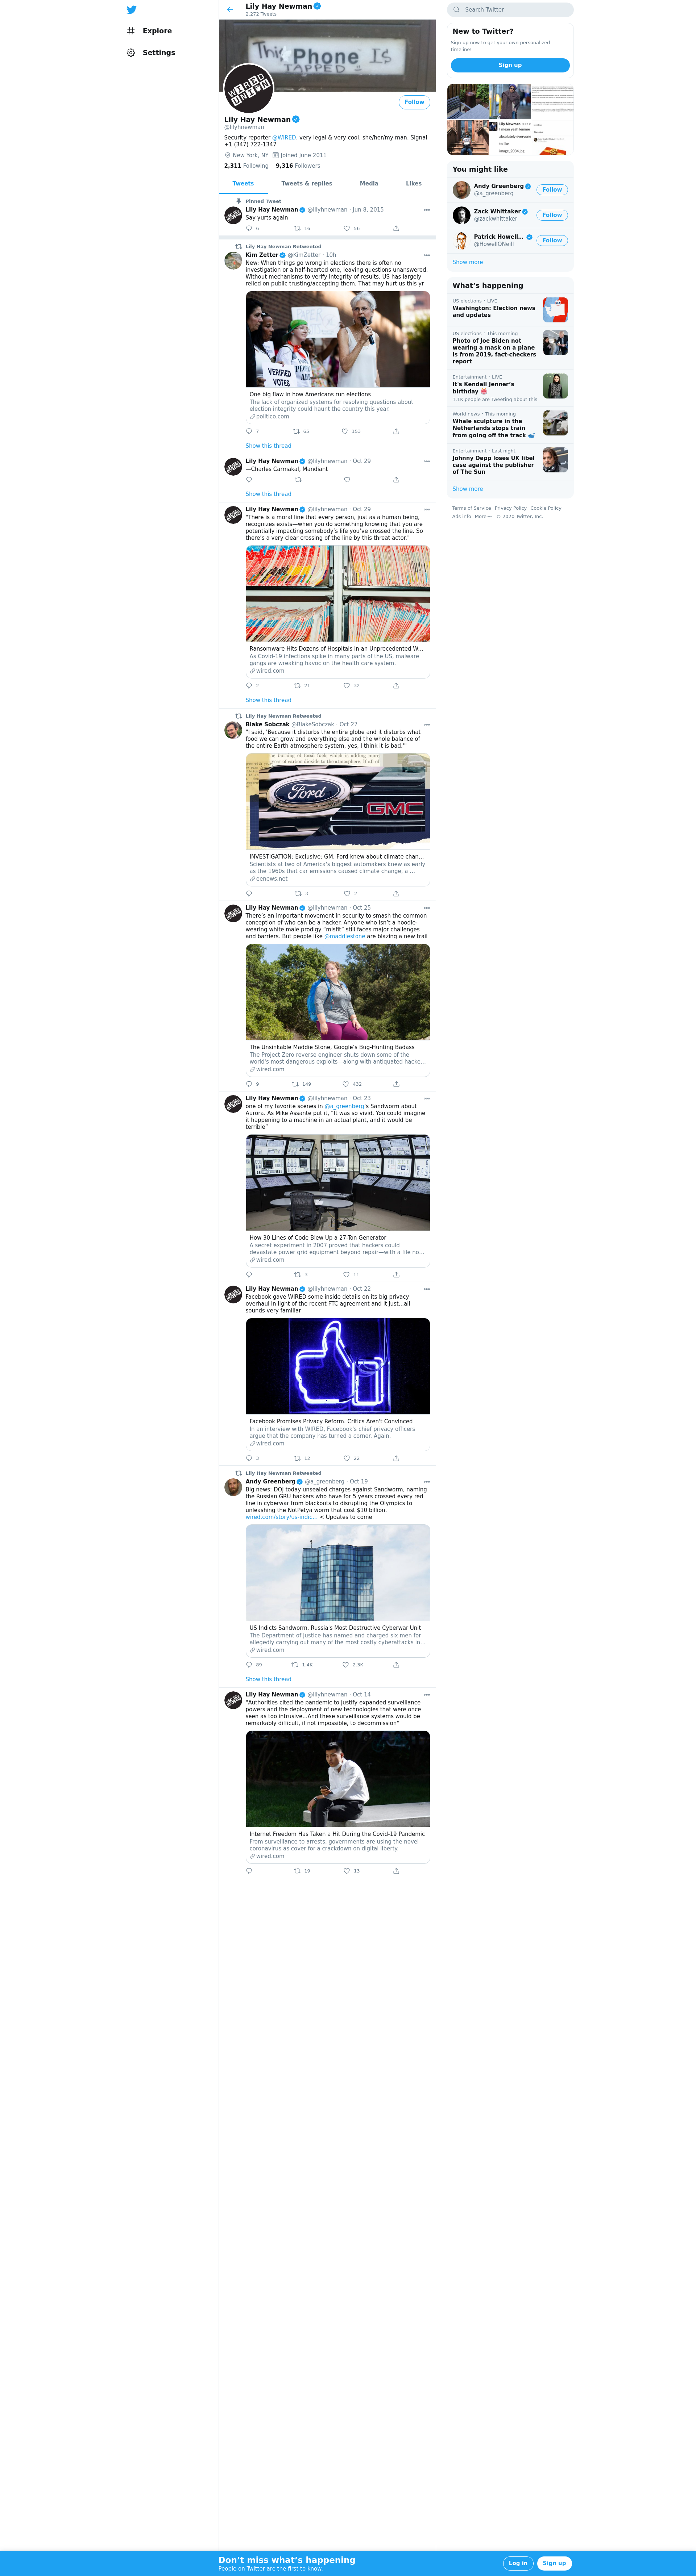 Lily Hay Newman
2,272 Tweets
Search Twitter
Explore
Settings
This Phone Is
TAPPED
WIRED
UNION
Follow
Lily Hay Newman
@lilyhnewman
Security reporter @WIRED, very legal & very cool. she/her/my man. Signal
+1 (347) 722-1347
New York, NY Joined June 2011
2,311 Following 9,316 Followers
Tweets Tweets & replies Media Likes
Pinned Tweet
Lily Hay Newman @lilyhnewman · Jun 8, 2015
Say yurts again
6 16 56
Lily Hay Newman Retweeted
Kim Zetter @KimZetter · 10h
New: When things go wrong in elections there is often no
investigation or a half-hearted one, leaving questions unanswered.
Without mechanisms to verify integrity of results, US has largely
relied on public trusting/accepting them. That may hurt us this yr
VERIFIED
VOTES
One big flaw in how Americans run elections
The lack of organized systems for resolving questions about
election integrity could haunt the country this year.
politico.com
7 83 153
Show this thread
Lily Hay Newman @lilyhnewman · Oct 29
—Charles Carmakal, Mandiant
Show this thread
Lily Hay Newman @lilyhnewman · Oct 29
"There is a moral line that every person, just as a human being,
recognizes exists—when you do something knowing that you are
potentially impacting somebody's life you've crossed the line. So
there's a very clear crossing of the line by this threat actor."
Ransomware Hits Dozens of Hospitals in an Unprecedented W…
As Covid-19 infections spike in many parts of the US, malware
gangs are wreaking havoc on the health care system.
wired.com
2 21 32
Show this thread
Lily Hay Newman Retweeted
Blake Sobczak @BlakeSobczak · Oct 27
"I said, 'Because it disturbs the entire globe and it disturbs what
food we can grow and everything else and the whole balance of
the entire Earth atmosphere system, yes, I think it is bad.'"
Ford
GMC
INVESTIGATION: Exclusive: GM, Ford knew about climate chan…
Scientists at two of America's biggest automakers knew as early
as the 1960s that car emissions caused climate change, a …
eenews.net
3 3
Lily Hay Newman @lilyhnewman · Oct 25
There's an important movement in security to smash the common
conception of who can be a hacker. Anyone who isn't a hoodie-
wearing white male prodigy "misfit" still faces major challenges
and barriers. But people like @maddiestone are blazing a new trail
The Unsinkable Maddie Stone, Google's Bug-Hunting Badass
The Project Zero reverse engineer shuts down some of the
world's most dangerous exploits—along with antiquated hacke…
wired.com
9 149 432
Lily Hay Newman @lilyhnewman · Oct 23
one of my favorite scenes in @a_greenberg's Sandworm about
Aurora. As Mike Assante put it, "It was so vivid. You could imagine
it happening to a machine in an actual plant, and it would be
terrible"
How 30 Lines of Code Blew Up a 27-Ton Generator
A secret experiment in 2007 proved that hackers could
devastate power grid equipment beyond repair—with a file no…
wired.com
3 11
Lily Hay Newman @lilyhnewman · Oct 22
Facebook gave WIRED some inside details on its big privacy
overhaul in light of the recent FTC agreement and it just...all
sounds very familiar
Facebook Promises Privacy Reform. Critics Aren't Convinced
In an interview with WIRED, Facebook's chief privacy officers
argue that the company has turned a corner. Again.
wired.com
3 12 22
Lily Hay Newman Retweeted
Andy Greenberg @a_greenberg · Oct 19
Big news: DOJ today unsealed charges against Sandworm, naming
the Russian GRU hackers who have for 5 years crossed every red
line in cyberwar from blackouts to disrupting the Olympics to
unleashing the NotPetya worm that cost $10 billion.
wired.com/story/us-indic… < Updates to come
US Indicts Sandworm, Russia's Most Destructive Cyberwar Unit
The Department of Justice has named and charged six men for
allegedly carrying out many of the most costly cyberattacks in…
wired.com
89 1.4K 2.3K
Show this thread
Lily Hay Newman @lilyhnewman · Oct 14
"Authorities cited the pandemic to justify expanded surveillance
powers and the deployment of new technologies that were once
seen as too intrusive...And these surveillance systems would be
remarkably difficult, if not impossible, to decommission"
Internet Freedom Has Taken a Hit During the Covid-19 Pandemic
From surveillance to arrests, governments are using the novel
coronavirus as cover for a crackdown on digital liberty.
wired.com
19 13
New to Twitter?
Sign up now to get your own personalized
timeline!
Sign up
You might like
Andy Greenberg
@a_greenberg
Follow
Zack Whittaker
@zackwhittaker
Follow
Patrick Howell…
@HowellONeill
Follow
Show more
What's happening
US elections · LIVE
Washington: Election news
and updates
US elections · This morning
Photo of Joe Biden not
wearing a mask on a plane
is from 2019, fact-checkers
report
Entertainment · LIVE
It's Kendall Jenner's
birthday
1.1K people are Tweeting about this
World news · This morning
Whale sculpture in the
Netherlands stops train
from going off the track
Entertainment · Last night
Johnny Depp loses UK libel
case against the publisher
of The Sun
Show more
Terms of Service Privacy Policy Cookie Policy
Ads info More © 2020 Twitter, Inc.
Don't miss what's happening
People on Twitter are the first to know.
Log in Sign up